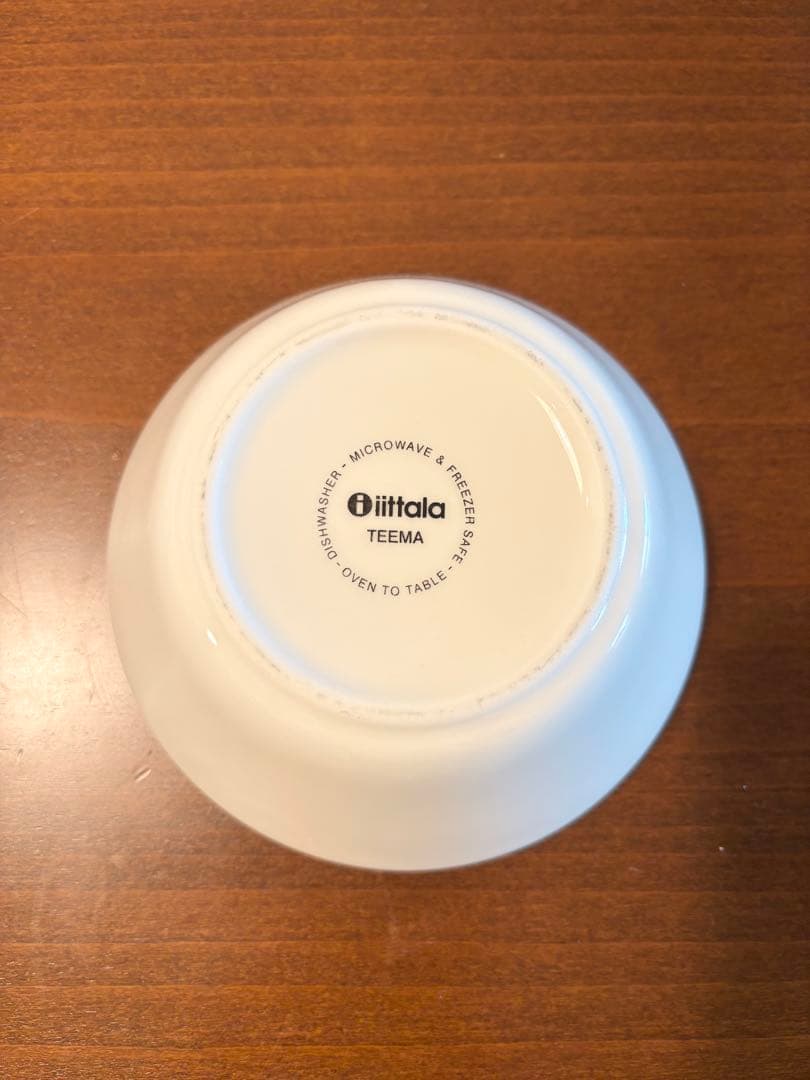 DISHWASHER - MICROWAVE & FREEZER SAFE - OVEN TO TABLE -
i iittala
TEEMA